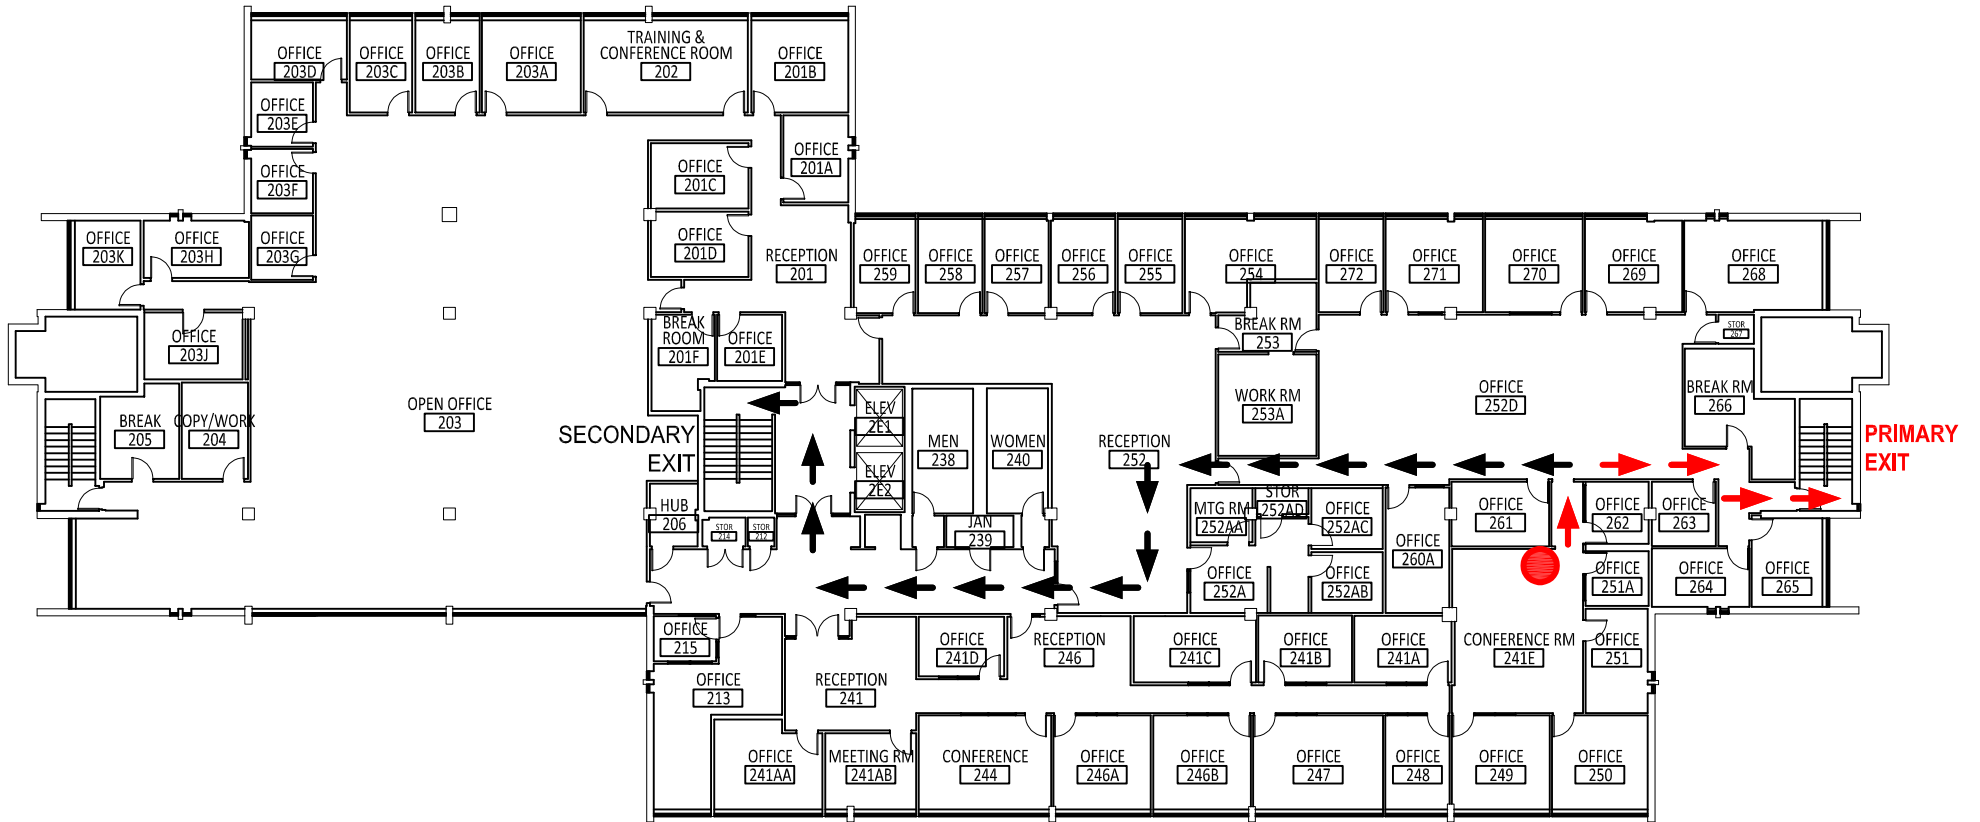 OFFICE
203D
OFFICE
203C
OFFICE
203B
OFFICE
203A
TRAINING &
CONFERENCE ROOM
202
OFFICE
201B
OFFICE
203E
OFFICE
203F
OFFICE
203G
OFFICE
203K
OFFICE
203H
OFFICE
203J
BREAK
205
COPY/WORK
204
OPEN OFFICE
203
OFFICE
201A
OFFICE
201C
OFFICE
201D
RECEPTION
201
BREAK
ROOM
201F
OFFICE
201E
SECONDARY
EXIT
HUB
206
STOR
214
STOR
212
ELEV
2E1
ELEV
2E2
MEN
238
WOMEN
240
JAN
239
OFFICE
259
OFFICE
258
OFFICE
257
OFFICE
256
OFFICE
255
OFFICE
254
OFFICE
272
OFFICE
271
OFFICE
270
OFFICE
269
OFFICE
268
BREAK RM
253
WORK RM
253A
RECEPTION
252
OFFICE
252D
STOR
267
BREAK RM
266
PRIMARY
EXIT
MTG RM
252AA
STOR
252AD
OFFICE
252AC
OFFICE
252A
OFFICE
252AB
OFFICE
260A
OFFICE
261
OFFICE
262
OFFICE
263
OFFICE
251A
OFFICE
264
OFFICE
265
OFFICE
215
OFFICE
213
RECEPTION
241
OFFICE
241D
RECEPTION
246
OFFICE
241C
OFFICE
241B
OFFICE
241A
CONFERENCE RM
241E
OFFICE
251
OFFICE
241AA
MEETING RM
241AB
CONFERENCE
244
OFFICE
246A
OFFICE
246B
OFFICE
247
OFFICE
248
OFFICE
249
OFFICE
250